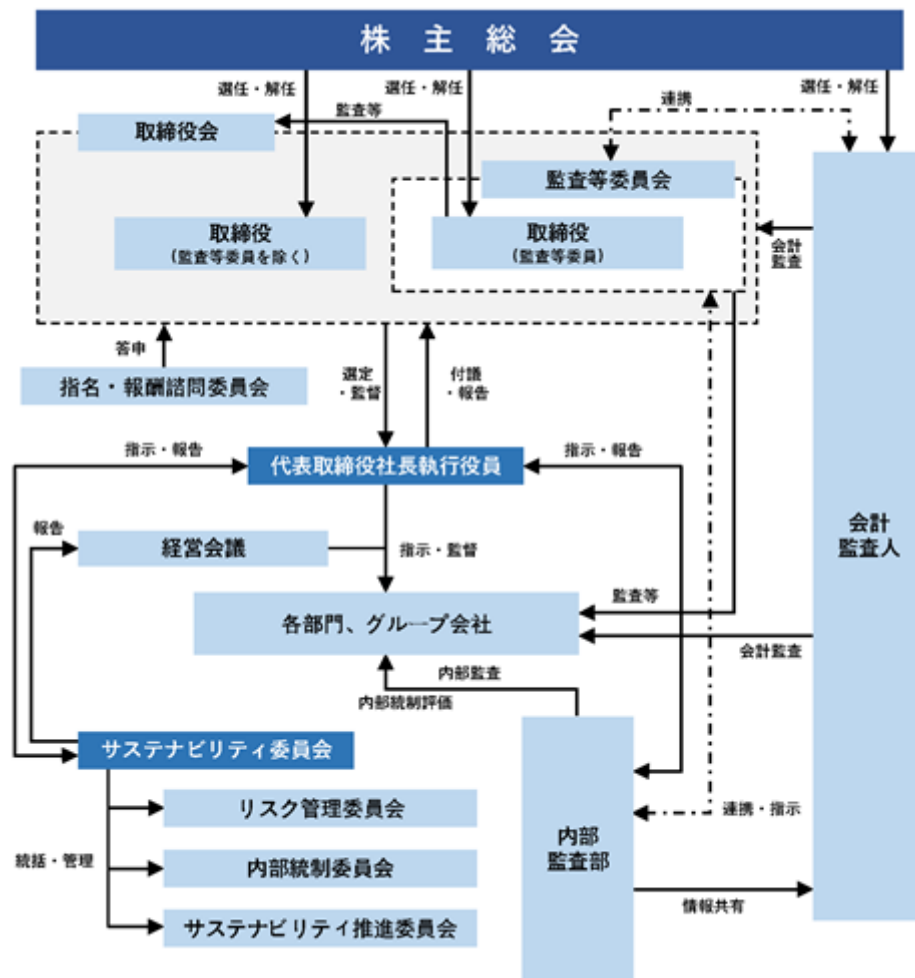 株主総会
選任・解任
選任・解任
選任・解任
連携
監査等
取締役会
監査等委員会
取締役
(監査等委員を除く)
取締役
(監査等委員)
会計
監査
答申
指名・報酬諮問委員会
選定
・監督
付議
・報告
指示・報告
代表取締役社長執行役員
指示・報告
会計
監査人
報告
経営会議
指示・監督
監査等
各部門、グループ会社
会計監査
内部監査
内部統制評価
サステナビリティ委員会
リスク管理委員会
連携・指示
内部
監査部
統括・管理
内部統制委員会
情報共有
サステナビリティ推進委員会